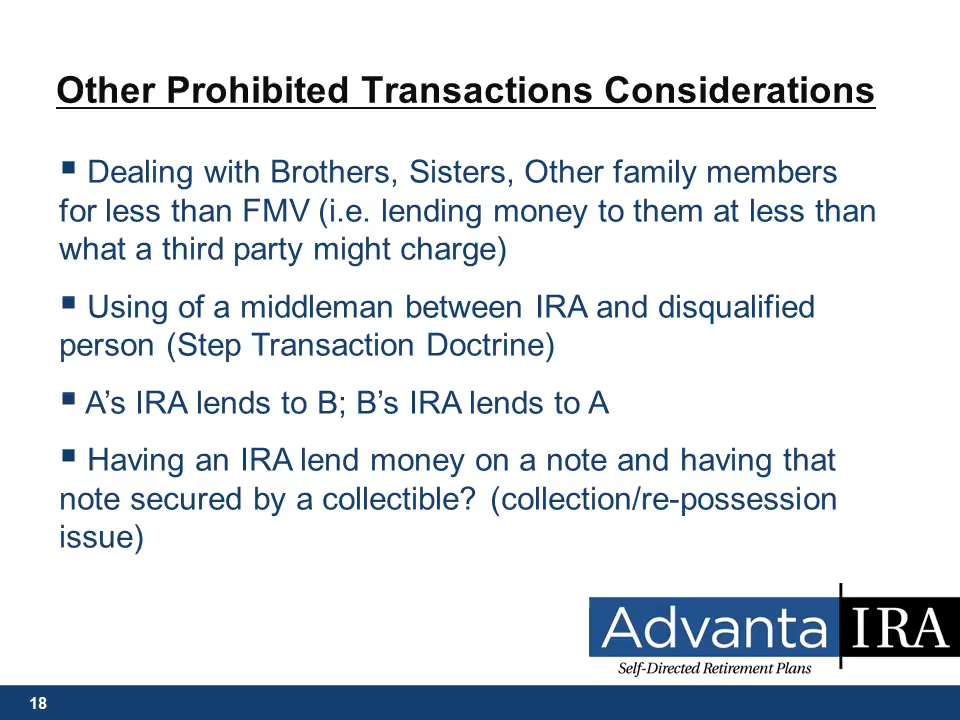 Other Prohibited Transactions Considerations
▪ Dealing with Brothers, Sisters, Other family members
for less than FMV (i.e. lending money to them at less than
what a third party might charge)
▪ Using of a middleman between IRA and disqualified
person (Step Transaction Doctrine)
▪ A’s IRA lends to B; B’s IRA lends to A
▪ Having an IRA lend money on a note and having that
note secured by a collectible? (collection/re-possession
issue)
Advanta IRA
Self-Directed Retirement Plans
18